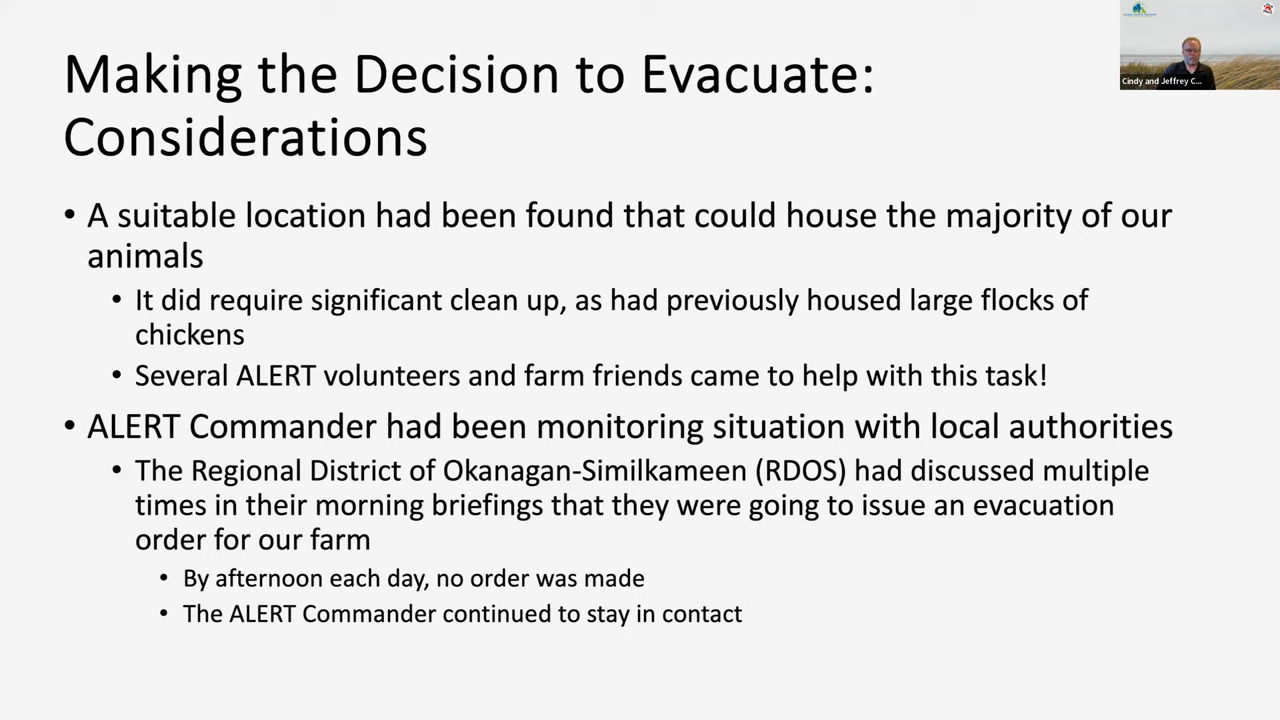 Making the Decision to Evacuate:
Considerations
• A suitable location had been found that could house the majority of our
animals
• It did require significant clean up, as had previously housed large flocks of
chickens
• Several ALERT volunteers and farm friends came to help with this task!
• ALERT Commander had been monitoring situation with local authorities
• The Regional District of Okanagan-Similkameen (RDOS) had discussed multiple
times in their morning briefings that they were going to issue an evacuation
order for our farm
• By afternoon each day, no order was made
• The ALERT Commander continued to stay in contact
Cindy and Jeffrey C...